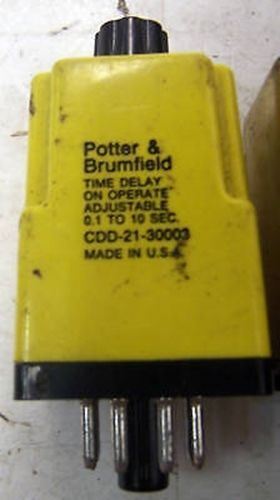 Potter &
Brumfield
TIME DELAY
ON OPERATE
ADJUSTABLE
0.1 TO 10 SEC.
CDD-21-30003
MADE IN U.S.A.